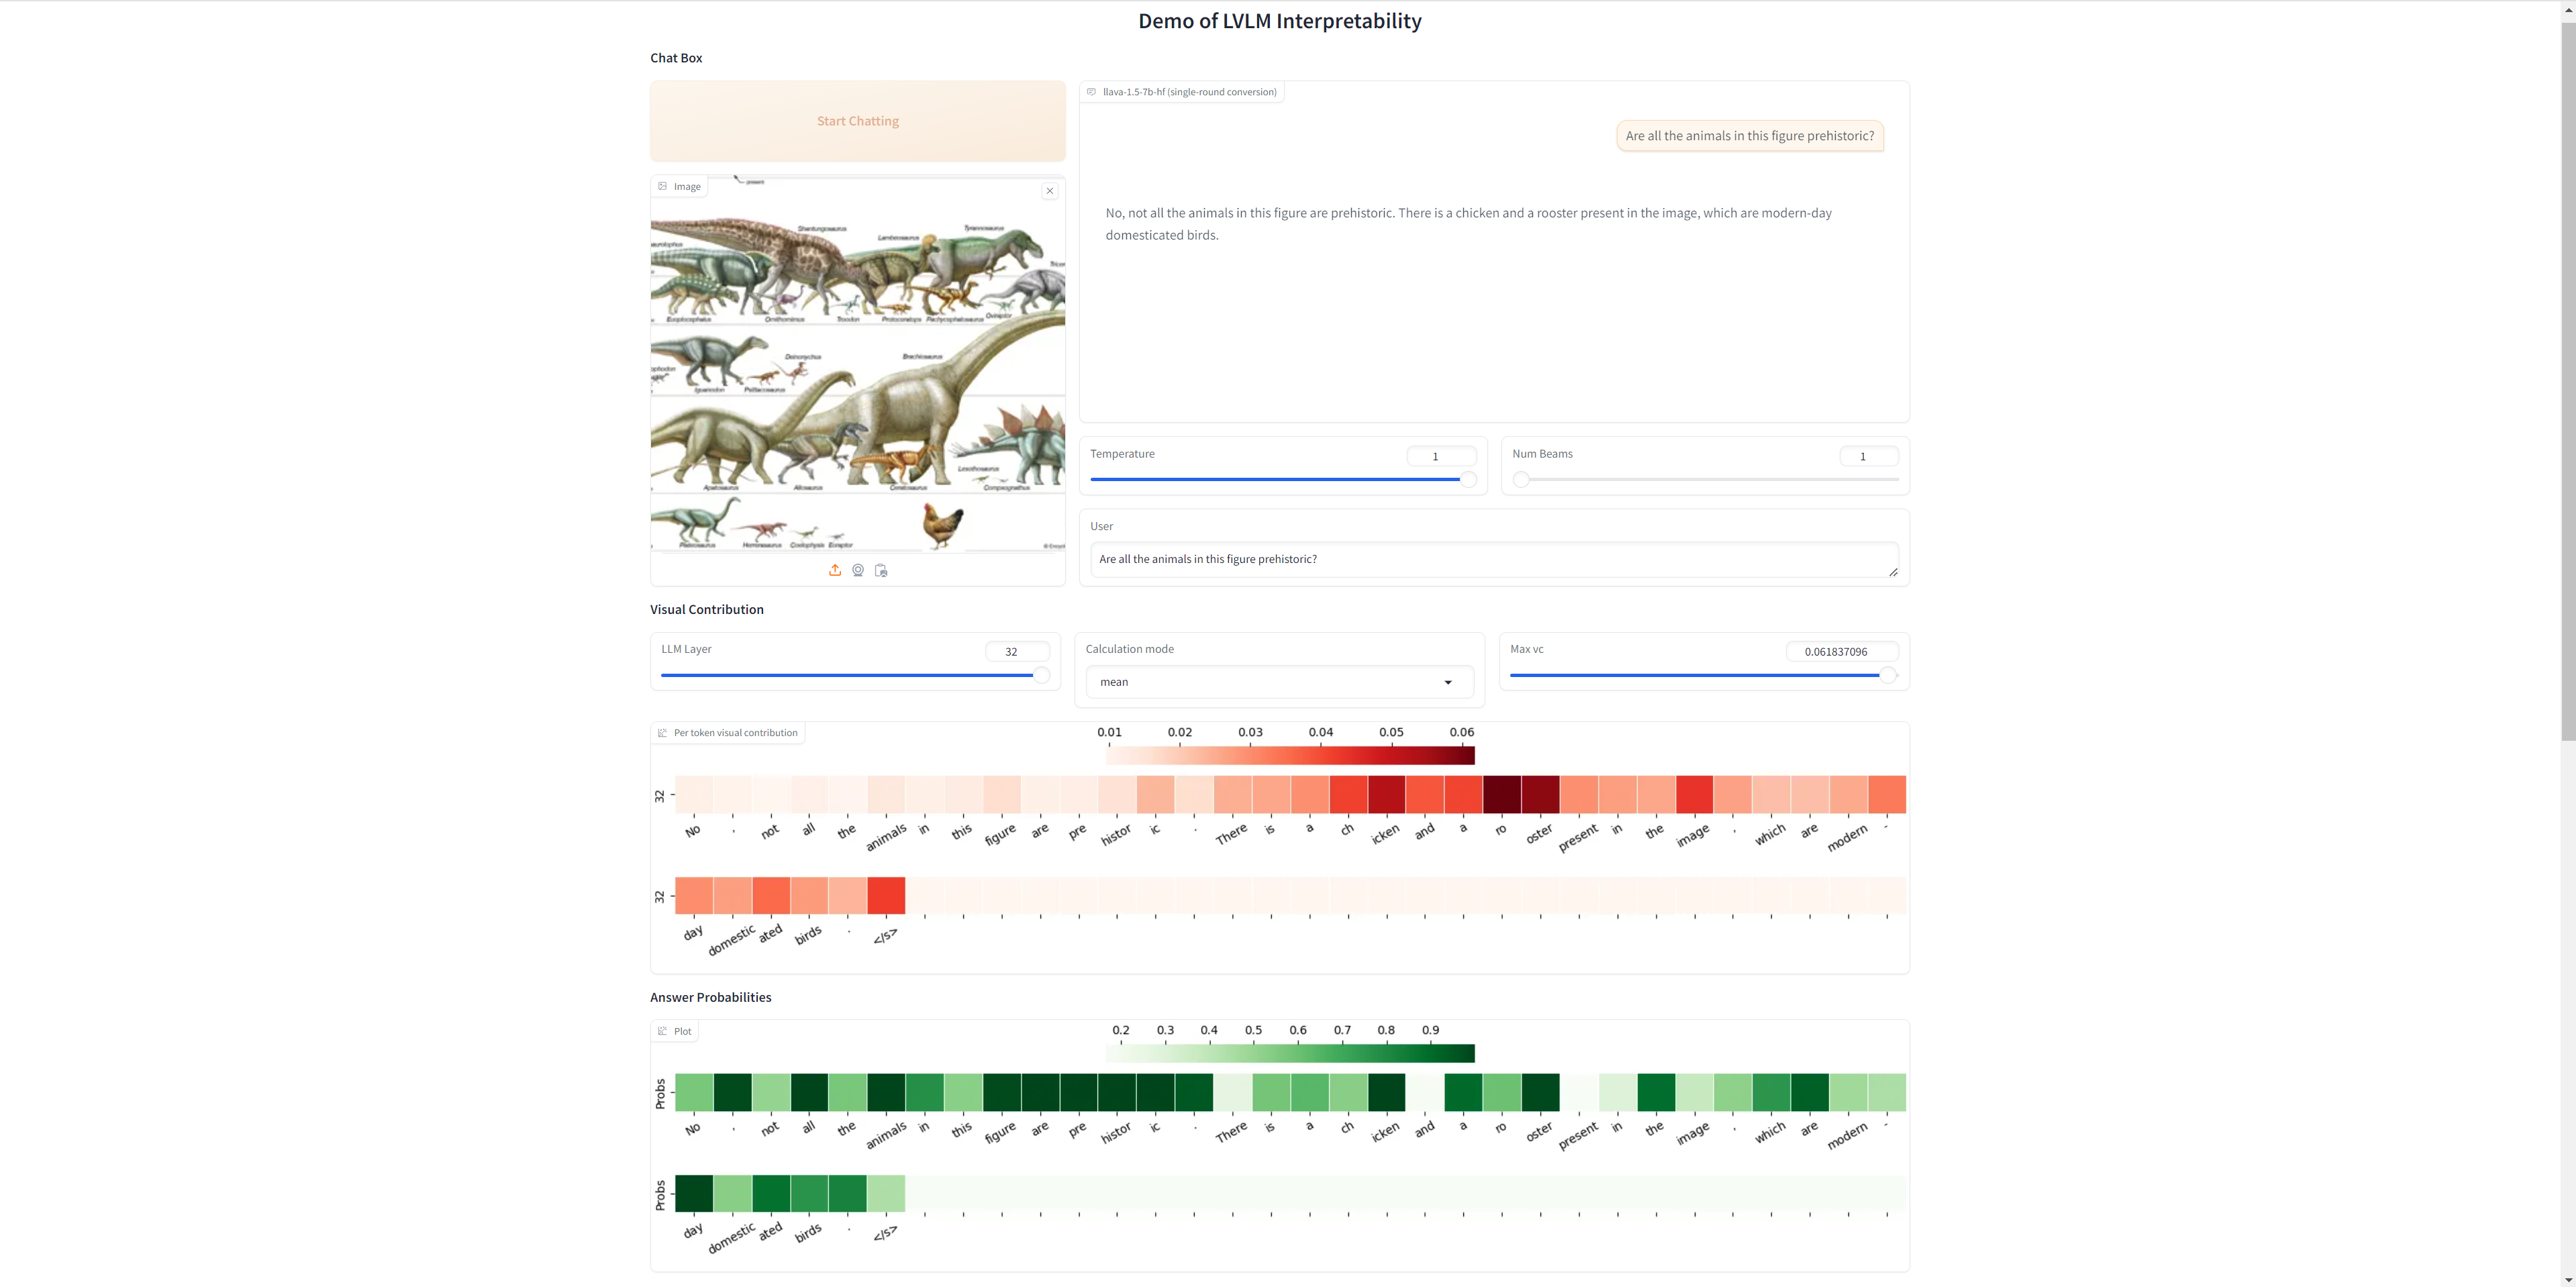 Demo of LVLM Interpretability
Chat Box
Start Chatting
llava-1.5-7b-hf (single-round conversion)
Are all the animals in this figure prehistoric?
No, not all the animals in this figure are prehistoric. There is a chicken and a rooster present in the image, which are modern-day
domesticated birds.
Image
present
Shantungosaurus
Lambeosaurus
Tyrannosaurus
Euoplocephalus
Ornithomimus
Troodon
Protoceratops
Pachycephalosaurus
Oviraptor
Deinonychus
Brachiosaurus
Iguanodon
Psittacosaurus
Lesothosaurus
Apatosaurus
Allosaurus
Ceratosaurus
Compsognathus
Plateosaurus
Herrerasaurus
Coelophysis
Eoraptor
Temperature
1
Num Beams
1
User
Are all the animals in this figure prehistoric?
Visual Contribution
LLM Layer
32
Calculation mode
mean
Max vc
0.061837096
Per token visual contribution
0.01 0.02 0.03 0.04 0.05 0.06
32
No , not all the animals in this figure are pre histor ic . There is a ch icken and a ro oster present in the image , which are modern -
32
day domestic ated birds . </s>
Answer Probabilities
Plot
0.2 0.3 0.4 0.5 0.6 0.7 0.8 0.9
Probs
No , not all the animals in this figure are pre histor ic . There is a ch icken and a ro oster present in the image , which are modern -
Probs
day domestic ated birds . </s>